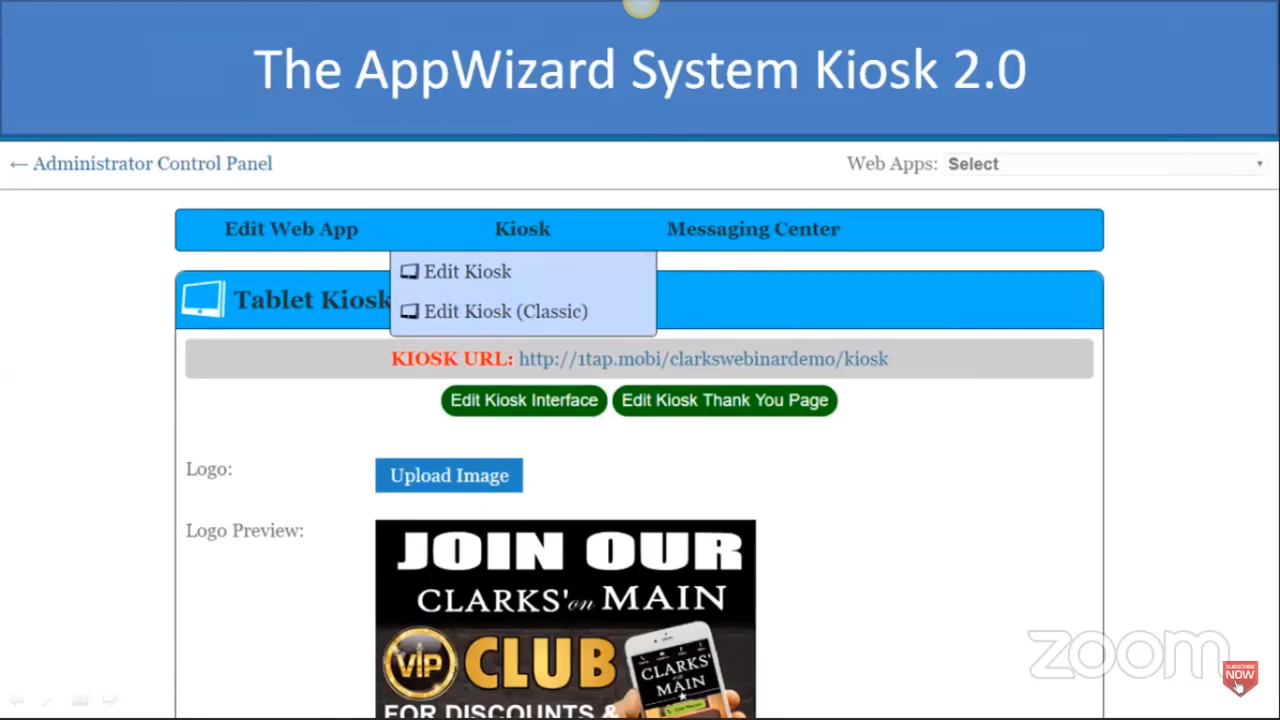 The AppWizard System Kiosk 2.0
← Administrator Control Panel
Web Apps: Select
Edit Web App Kiosk Messaging Center
Edit Kiosk
Edit Kiosk (Classic)
Tablet Kiosk
KIOSK URL: http://1tap.mobi/clarkswebinardemo/kiosk
Edit Kiosk Interface Edit Kiosk Thank You Page
Logo: Upload Image
Logo Preview:
JOIN OUR
CLARKS' on MAIN
VIP CLUB
CLARKS'
on
MAIN
FOR DISCOUNTS &
zoom
SUBSCRIBE
NOW